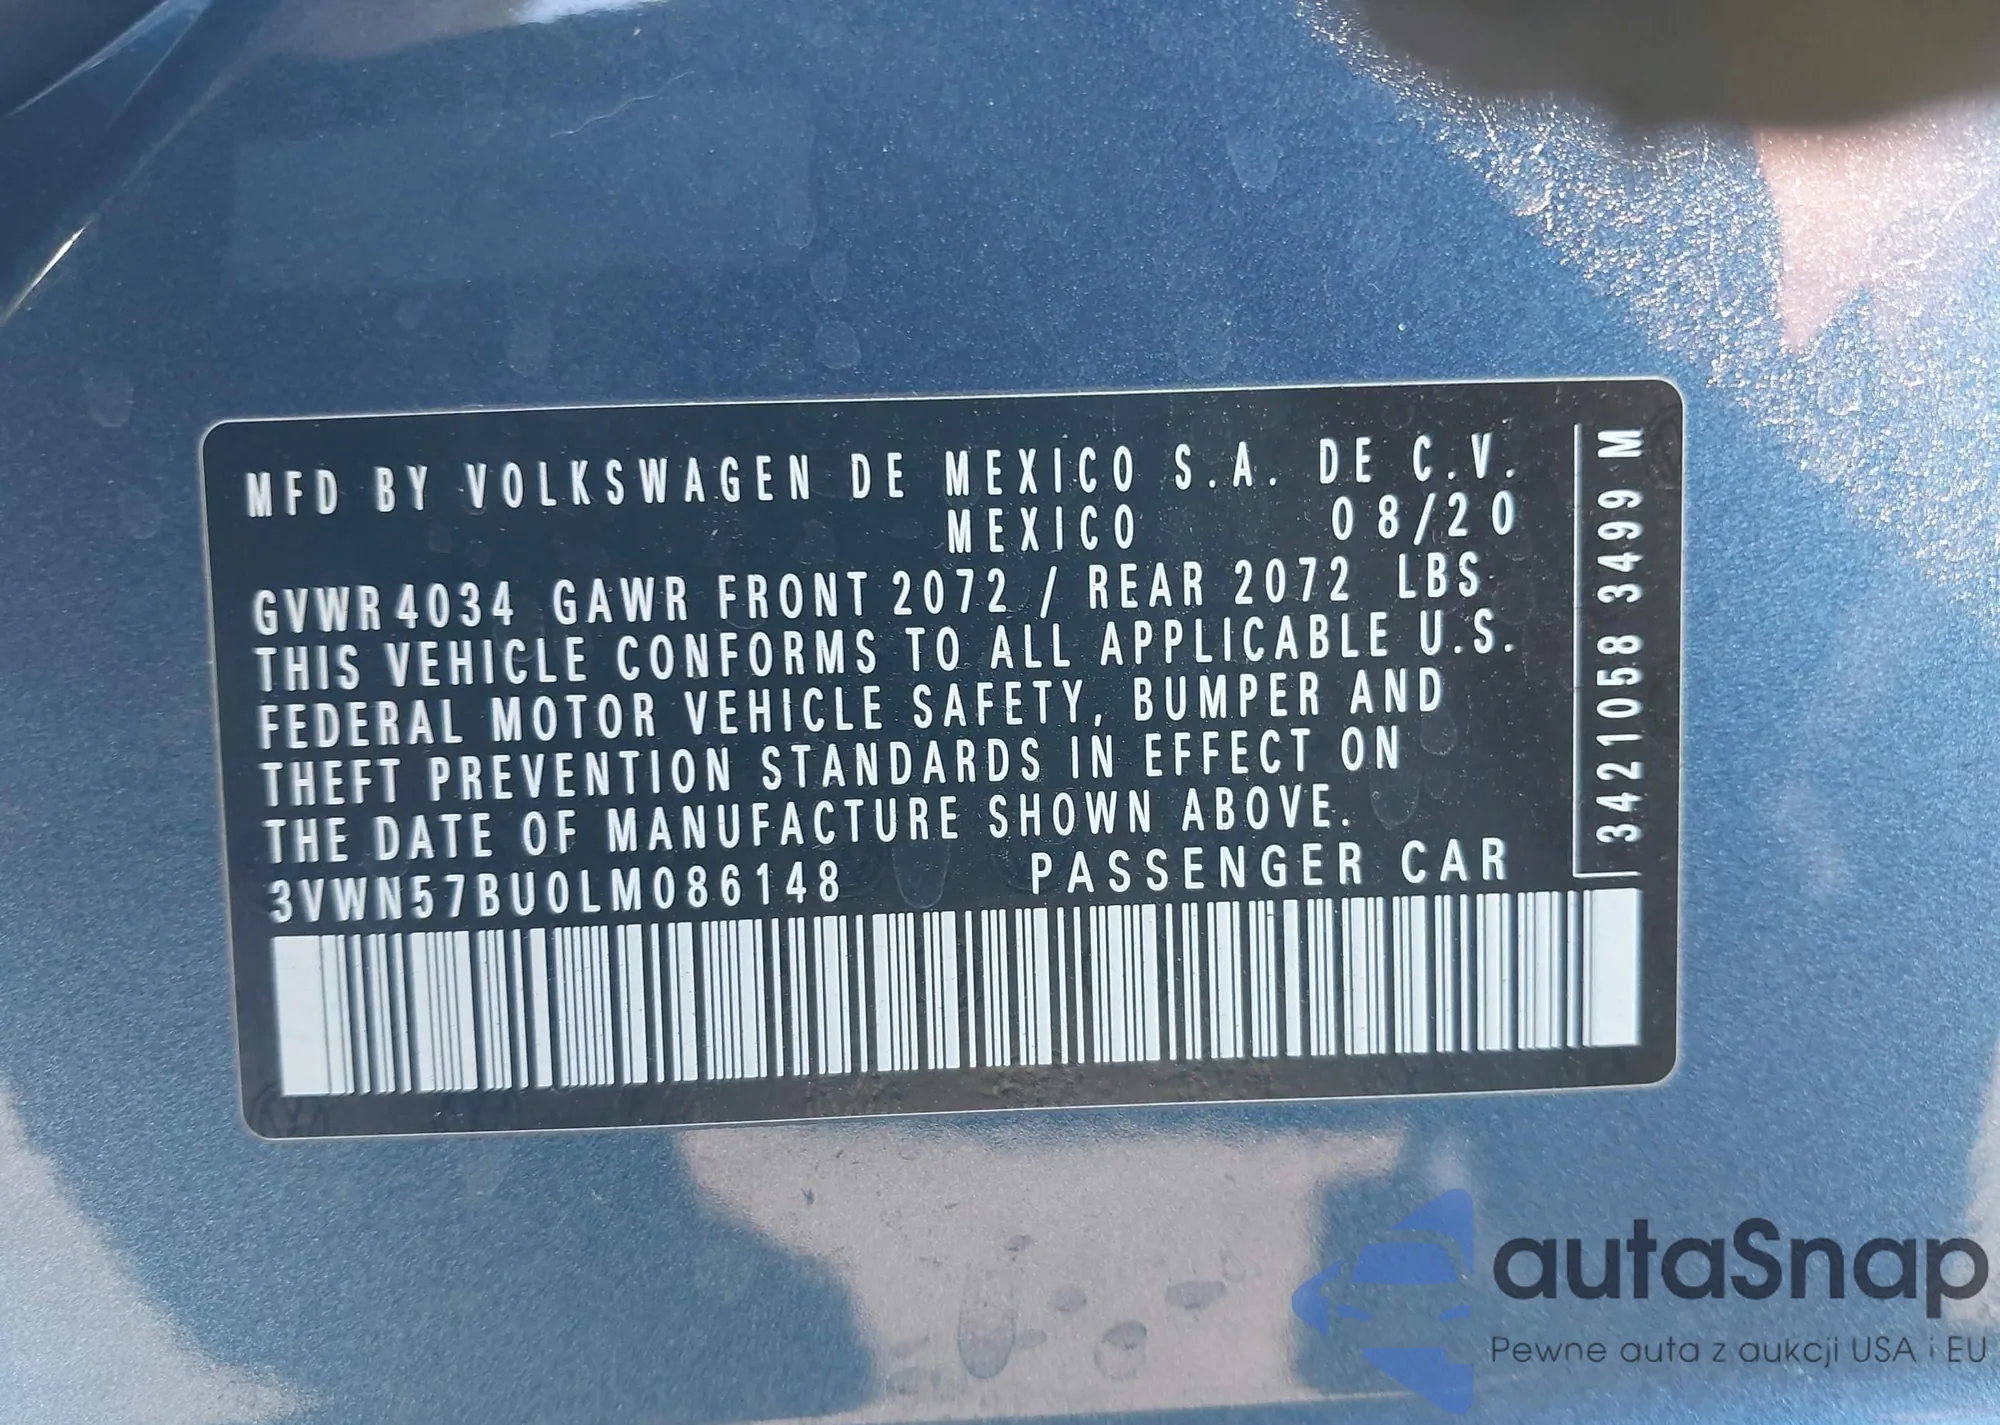 MFD BY VOLKSWAGEN DE MEXICO S.A. DE C.V.
MEXICO 08/20
GVWR 4034 GAWR FRONT 2072 / REAR 2072 LBS
THIS VEHICLE CONFORMS TO ALL APPLICABLE U.S.
FEDERAL MOTOR VEHICLE SAFETY, BUMPER AND
THEFT PREVENTION STANDARDS IN EFFECT ON
THE DATE OF MANUFACTURE SHOWN ABOVE.
3VWN57BU0LM086148 PASSENGER CAR
3421058 3499 M
autaSnap
Pewne auta z aukcji USA i EU